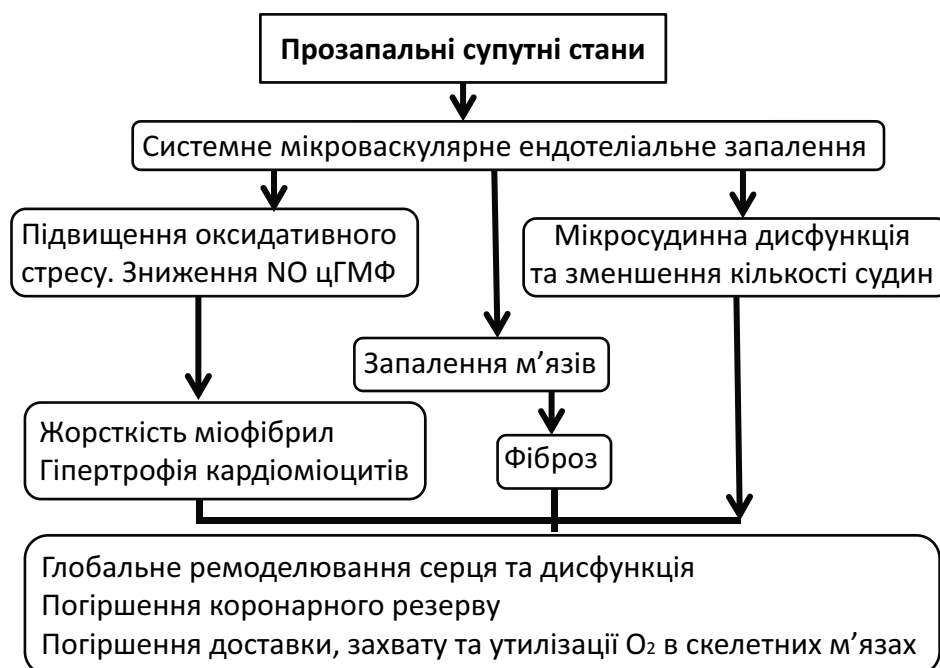 Прозапальні супутні стани
Системне мікроваскулярне ендотеліальне запалення
Підвищення оксидативного
стресу. Зниження NO цГМФ
Мікросудинна дисфункція
та зменшення кількості судин
Запалення м’язів
Жорсткість міофібрил
Гіпертрофія кардіоміоцитів
Фіброз
Глобальне ремоделювання серця та дисфункція
Погіршення коронарного резерву
Погіршення доставки, захвату та утилізації O₂ в скелетних м’язах